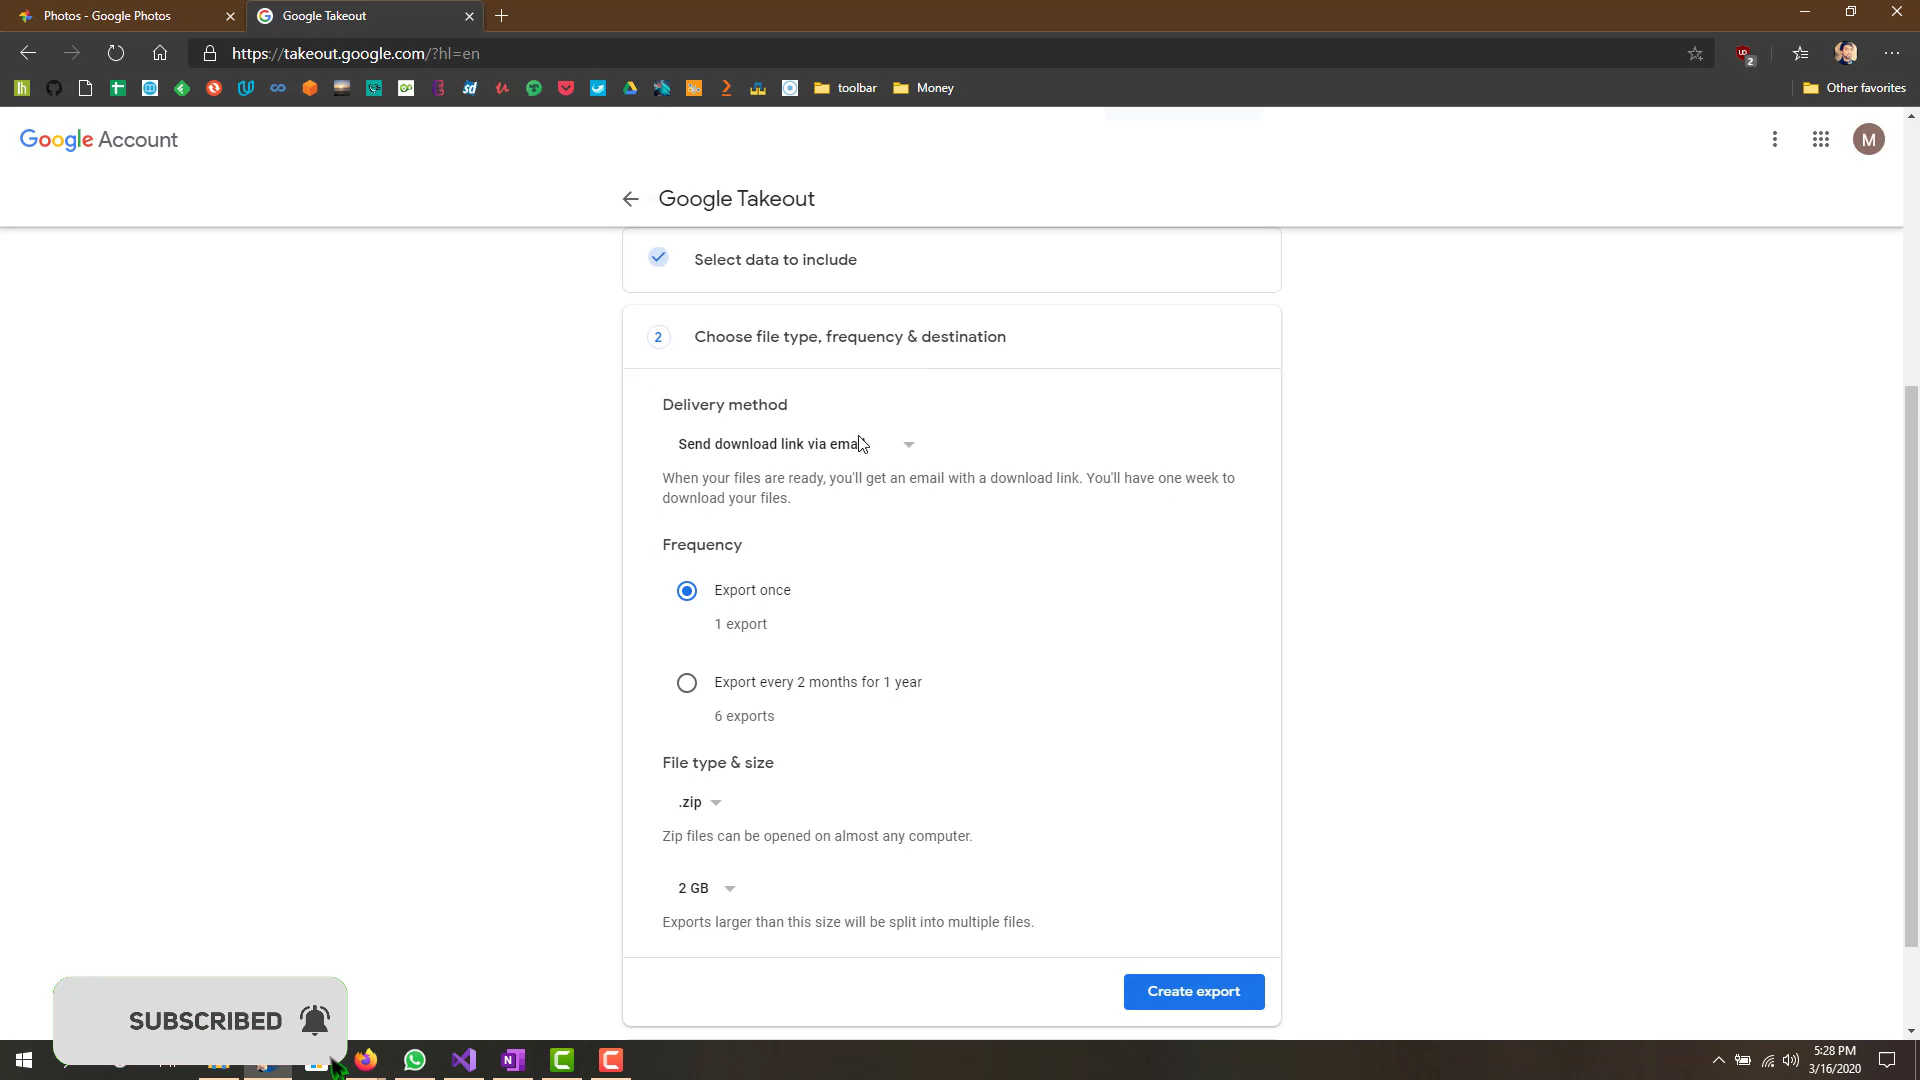 Photos - Google Photos
Google Takeout
https://takeout.google.com/?hl=en
2
toolbar
Money
Other favorites
Google Account
M
Google Takeout
Select data to include
2 Choose file type, frequency & destination
Delivery method
Send download link via ema
When your files are ready, you'll get an email with a download link. You'll have one week to
download your files.
Frequency
Export once
1 export
Export every 2 months for 1 year
6 exports
File type & size
.zip
Zip files can be opened on almost any computer.
2 GB
Exports larger than this size will be split into multiple files.
Create export
SUBSCRIBED
5:28 PM
3/16/2020